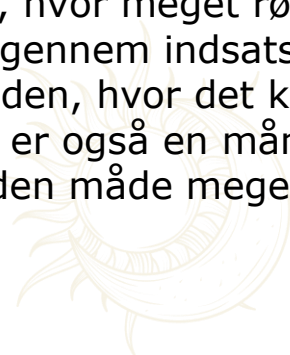 , hvor meget rø
gennem indsats
den, hvor det k
er også en mån
den måde mege